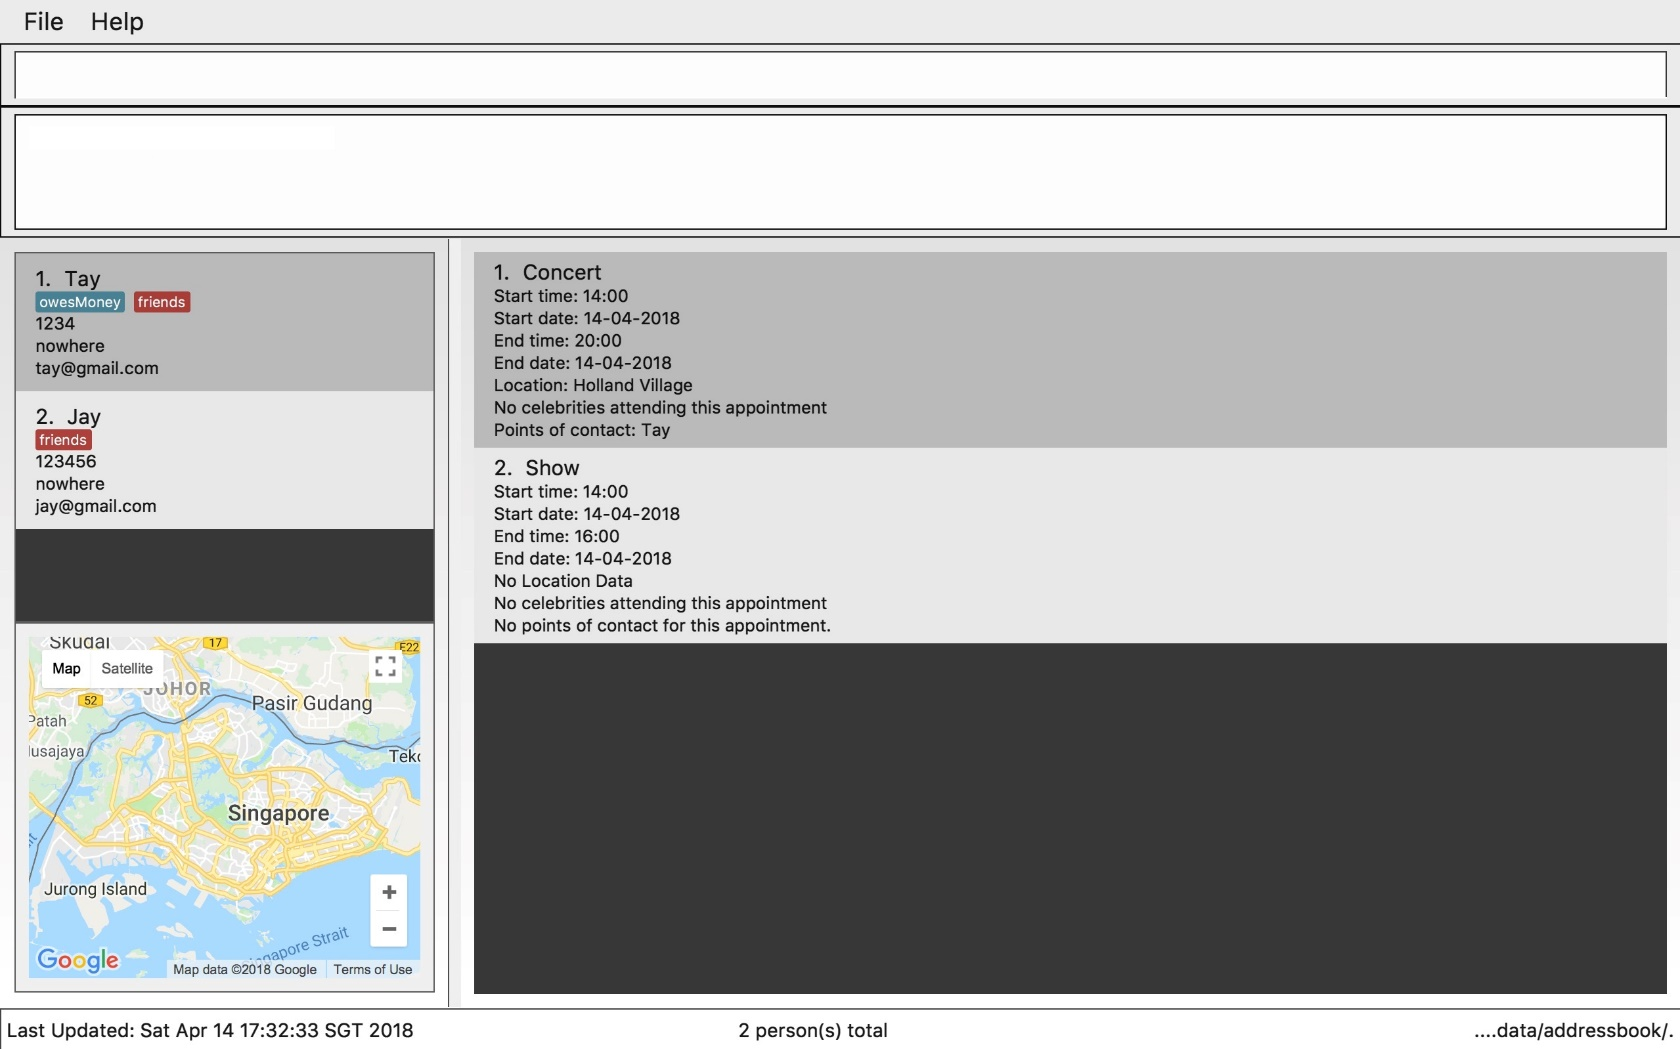 File Help
1. Tay
owesMoney friends
1234
nowhere
tay@gmail.com
2. Jay
friends
123456
nowhere
jay@gmail.com
Skudai
17
E22
Map Satellite
JOHOR
52
Pasir Gudang
Patah
lusajaya
Teko
Singapore
Jurong Island
+
−
Singapore Strait
Google
Map data ©2018 Google Terms of Use
1. Concert
Start time: 14:00
Start date: 14-04-2018
End time: 20:00
End date: 14-04-2018
Location: Holland Village
No celebrities attending this appointment
Points of contact: Tay
2. Show
Start time: 14:00
Start date: 14-04-2018
End time: 16:00
End date: 14-04-2018
No Location Data
No celebrities attending this appointment
No points of contact for this appointment.
Last Updated: Sat Apr 14 17:32:33 SGT 2018
2 person(s) total
....data/addressbook/.